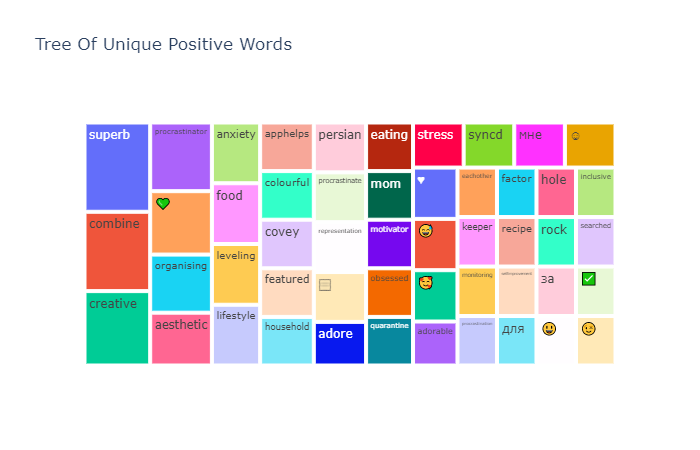 Tree Of Unique Positive Words
superb
combine
creative
procrastinator
💚
organising
aesthetic
anxiety
food
leveling
lifestyle
apphelps
colourful
covey
featured
household
persian
procrastinate
representation
adore
eating
mom
motivator
obsessed
quarantine
stress
♥
😅
🥰
adorable
syncd
мне
☺
eachother
keeper
monitoring
procrastination
factor
recipe
selfimprovement
для
hole
rock
за
😀
inclusive
searched
✅
😉